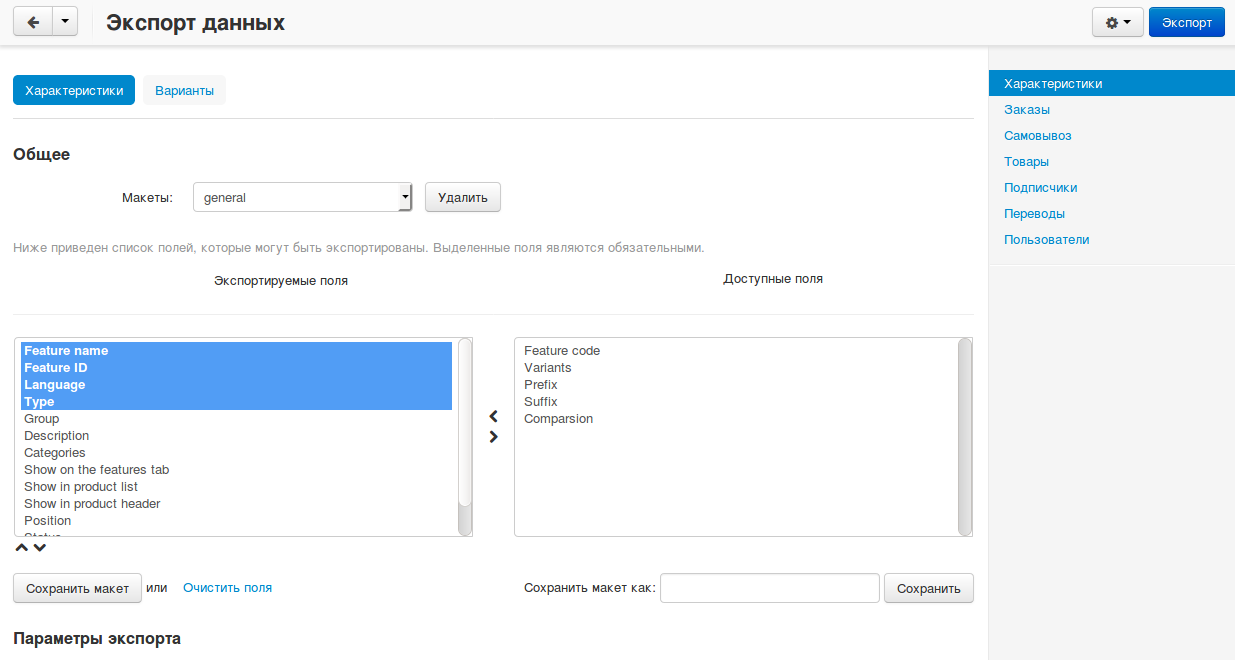 Экспорт данных
Экспорт
Характеристики Варианты
Характеристики
Заказы
Самовывоз
Товары
Подписчики
Переводы
Пользователи
Общее
Макеты: general Удалить
Ниже приведен список полей, которые могут быть экспортированы. Выделенные поля являются обязательными.
Экспортируемые поля
Доступные поля
Feature name
Feature ID
Language
Type
Group
Description
Categories
Show on the features tab
Show in product list
Show in product header
Position
Status
Feature code
Variants
Prefix
Suffix
Comparsion
Сохранить макет или Очистить поля
Сохранить макет как: Сохранить
Параметры экспорта